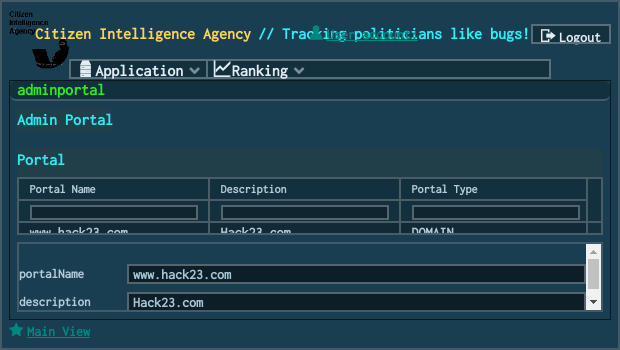 Citizen
Intelligence
Agency
Citizen Intelligence Agency // Tracking politicians like bugs!
Logout
Application
Ranking
adminportal
Admin Portal
Portal
Portal Name Description Portal Type
www.hack23.com Hack23.com DOMAIN
portalName www.hack23.com
description Hack23.com
Main View